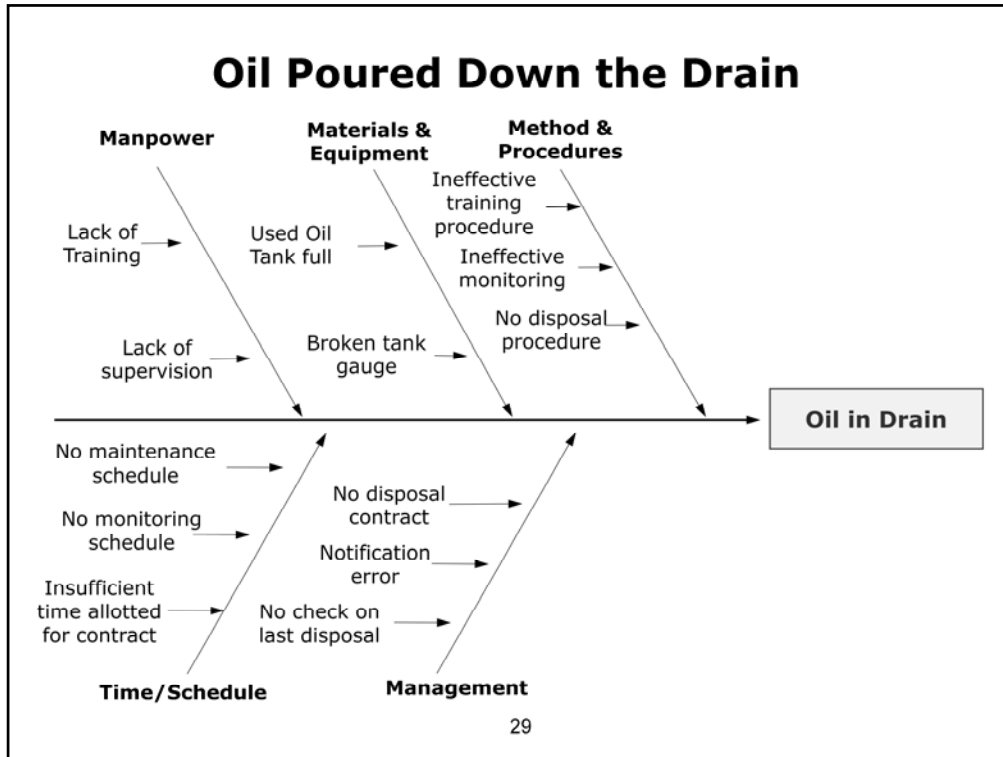 Oil Poured Down the Drain
Manpower
Materials &
Equipment
Method &
Procedures
Lack of
Training
Lack of
supervision
Used Oil
Tank full
Broken tank
gauge
Ineffective
training
procedure
Ineffective
monitoring
No disposal
procedure
Oil in Drain
No maintenance
schedule
No monitoring
schedule
Insufficient
time allotted
for contract
Time/Schedule
No disposal
contract
Notification
error
No check on
last disposal
Management
29